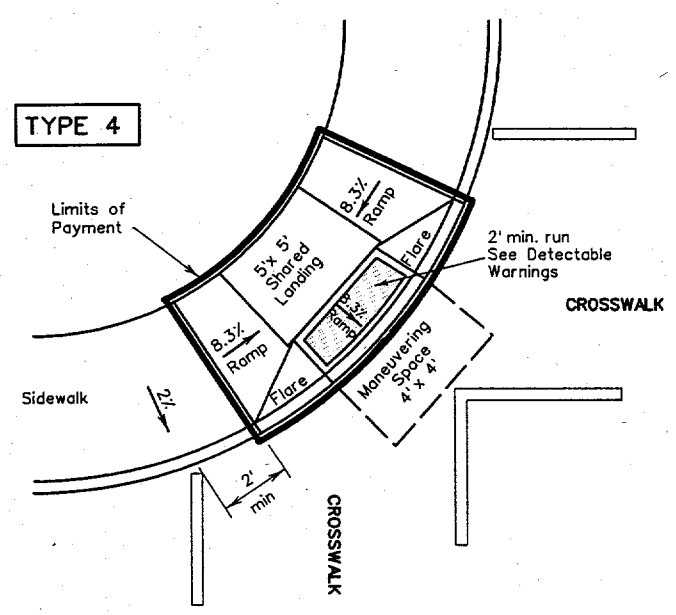 TYPE 4
Limits of
Payment
8.3%
Ramp
5'x 5'
Shared
Landing
Flare
2' min. run
See Detectable
Warnings
CROSSWALK
8.3%
Ramp
8.3%
Ramp
Maneuvering
Space
4' x 4'
Sidewalk
2%
Flare
2'
min
CROSSWALK